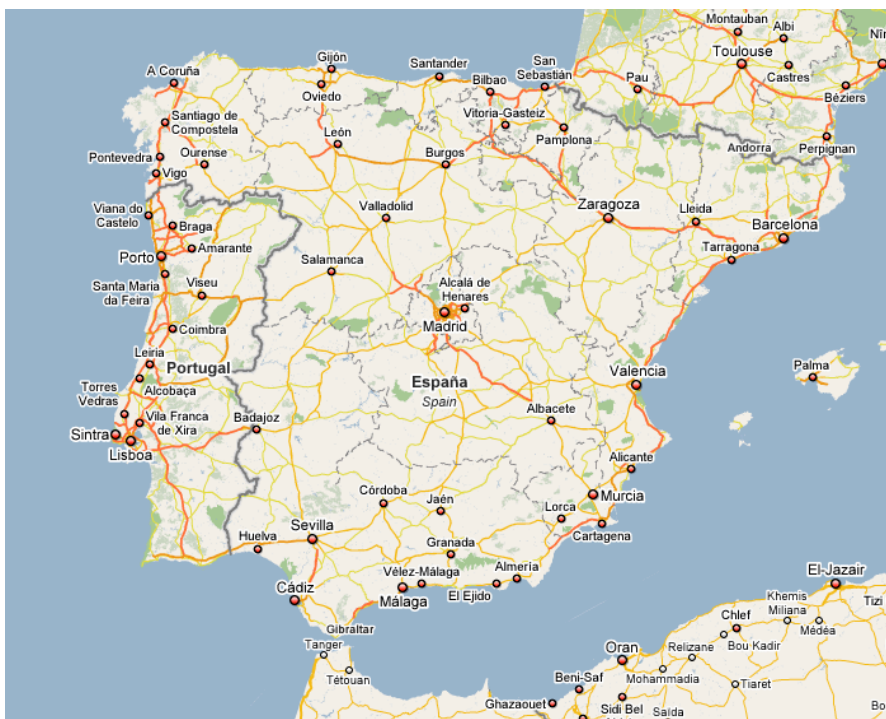 Montauban
Albi
Nîn
Toulouse
Castres
Béziers
Pau
Perpignan
Andorra
A Coruña
Gijón
Oviedo
Santander
Bilbao
San
Sebastián
Vitoria-Gasteiz
Pamplona
Santiago de
Compostela
León
Burgos
Pontevedra
Ourense
Vigo
Viana do
Castelo
Braga
Amarante
Porto
Valladolid
Zaragoza
Lleida
Barcelona
Tarragona
Santa Maria
da Feira
Viseu
Salamanca
Alcalá de
Henares
Madrid
Coimbra
Leiria
Portugal
Alcobaça
España
Spain
Valencia
Palma
Torres
Vedras
Vila Franca
de Xira
Badajoz
Albacete
Sintra
Lisboa
Alicante
Murcia
Córdoba
Jaén
Lorca
Cartagena
Sevilla
Huelva
Granada
Vélez-Málaga
Almería
Cádiz
Málaga
El Ejido
Gibraltar
Tanger
Tétouan
El-Jazair
Khemis
Miliana
Tizi
Chlef
Médéa
Bou Kadir
Oran
Relizane
Mohammadia
Tiaret
Beni-Saf
Ghazaouet
Sidi Bel
Saïda
Bo